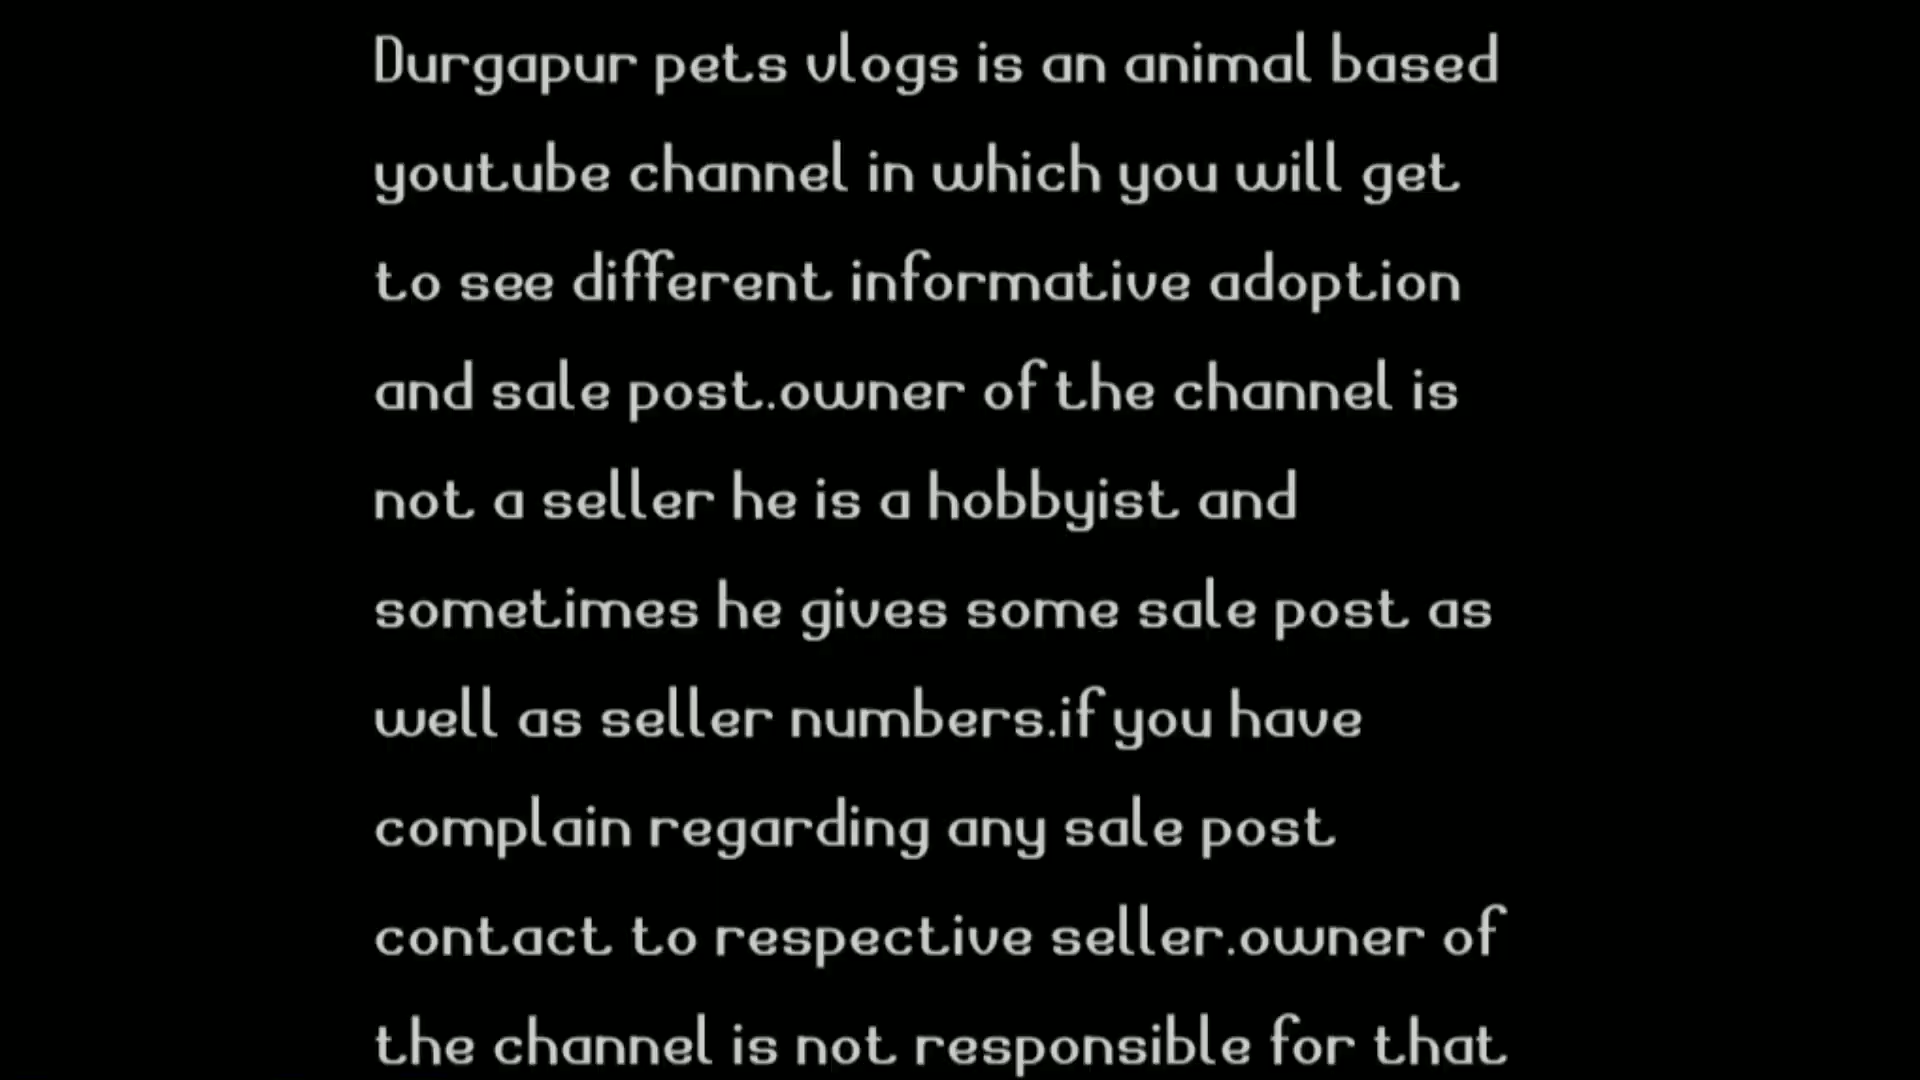 Durgapur pets vlogs is an animal based
youtube channel in which you will get
to see different informative adoption
and sale post.owner of the channel is
not a seller he is a hobbyist and
sometimes he gives some sale post as
well as seller numbers.if you have
complain regarding any sale post
contact to respective seller.owner of
the channel is not responsible for that